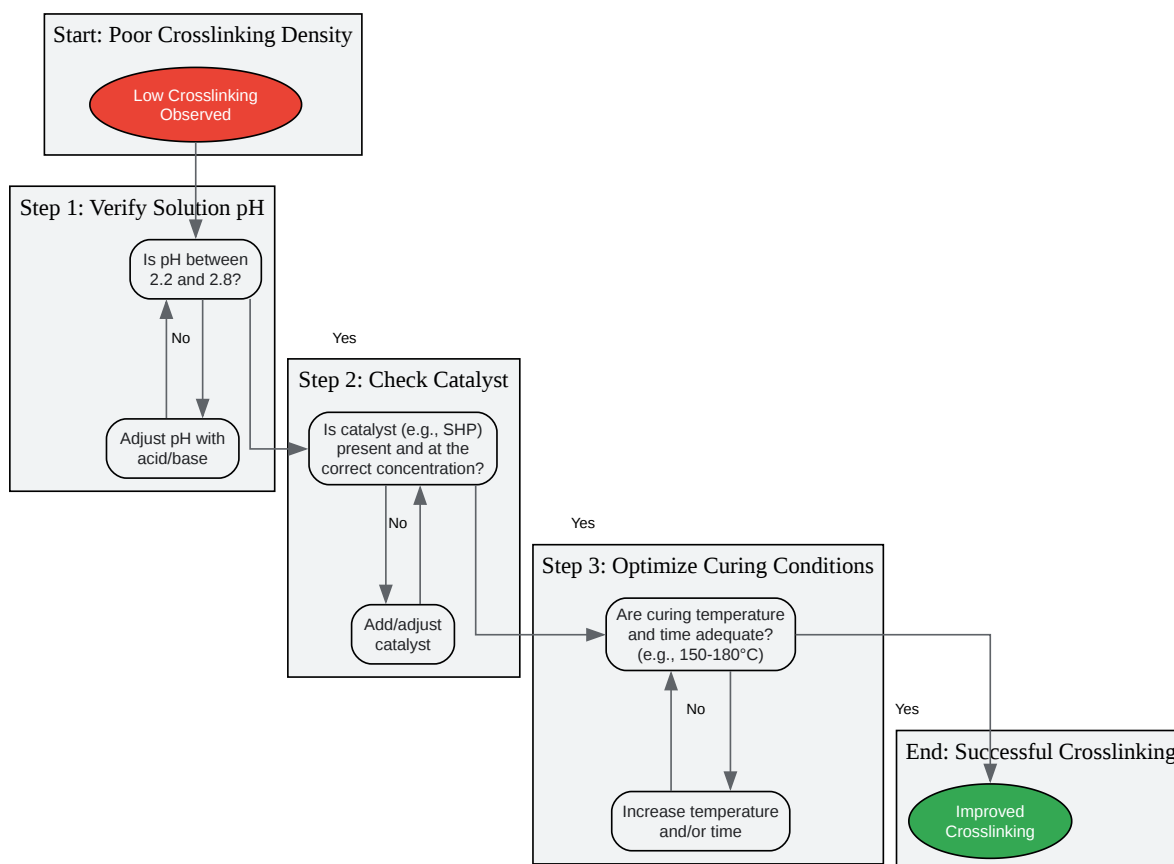 Start: Poor Crosslinking Density
Low Crosslinking
Observed
Step 1: Verify Solution pH
Is pH between
2.2 and 2.8?
No
Adjust pH with
acid/base
Yes
Step 2: Check Catalyst
Is catalyst (e.g., SHP)
present and at the
correct concentration?
No
Add/adjust
catalyst
Yes
Step 3: Optimize Curing Conditions
Are curing temperature
and time adequate?
(e.g., 150-180°C)
No
Increase temperature
and/or time
Yes
End: Successful Crosslinking
Improved
Crosslinking